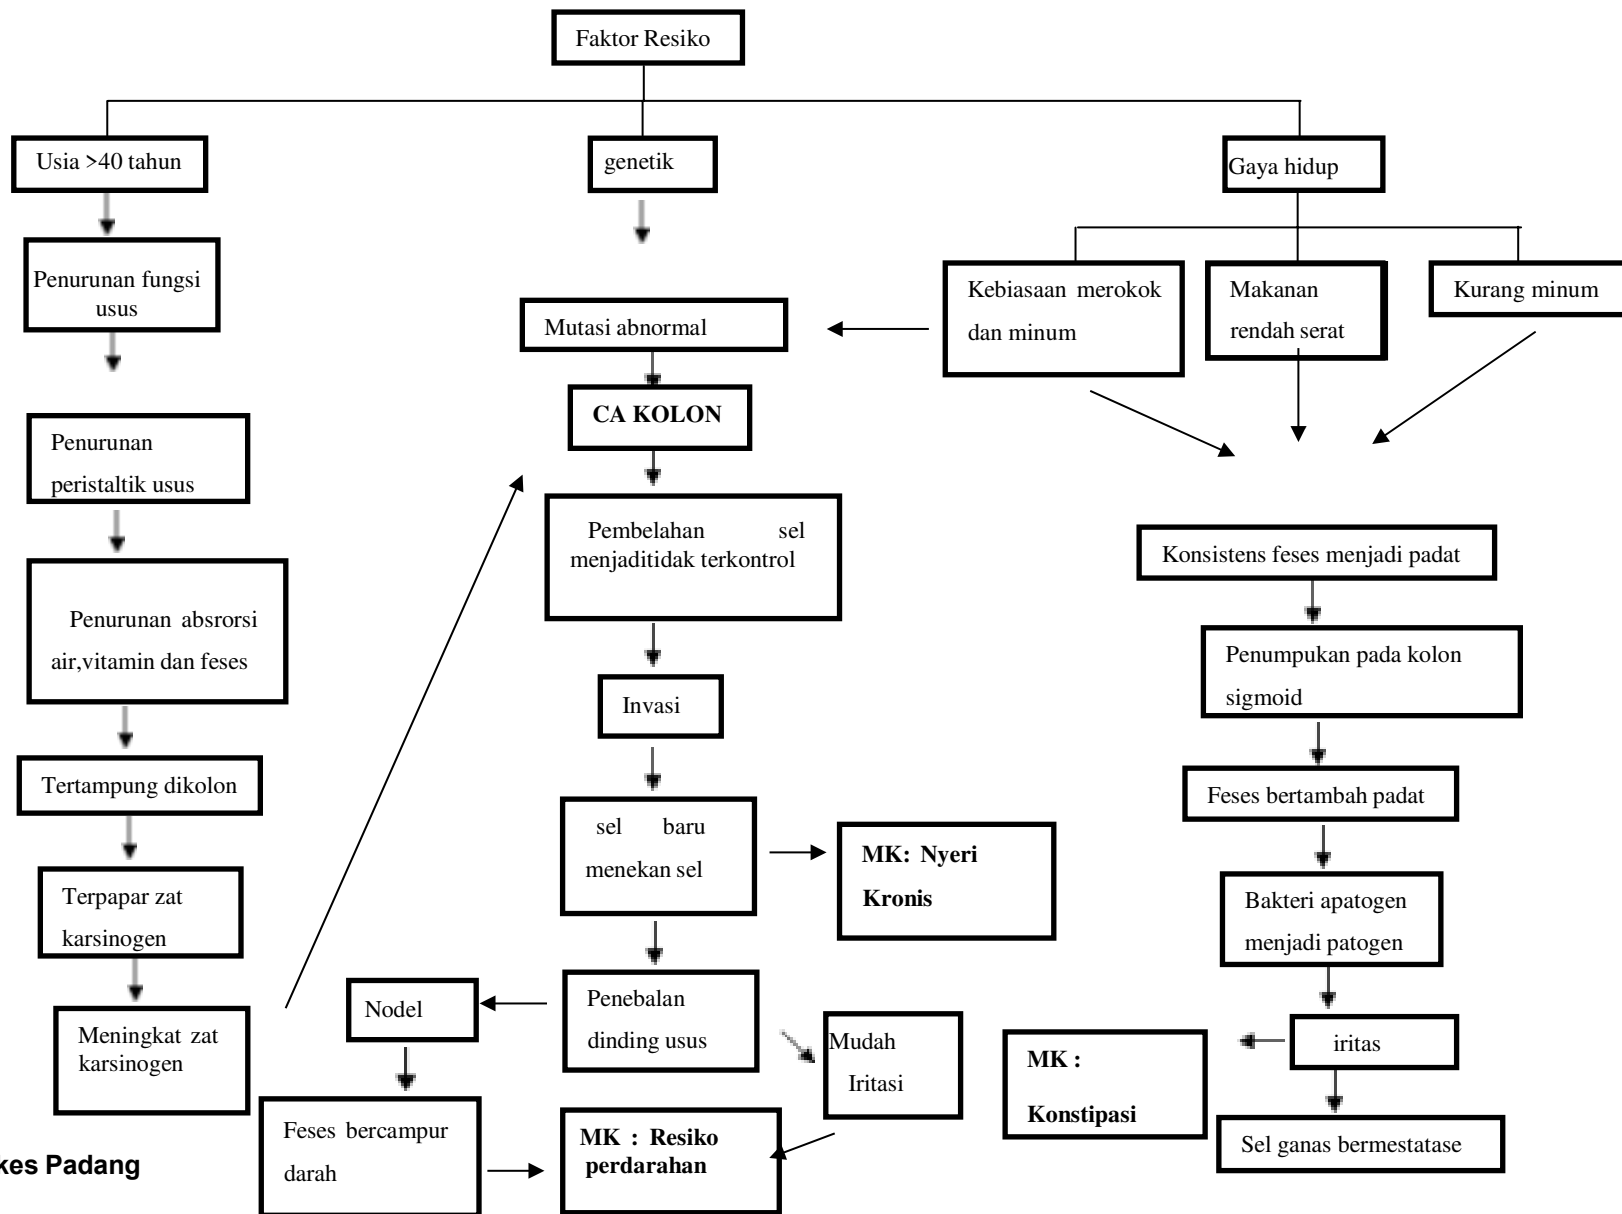 Faktor Resiko
Usia >40 tahun
genetik
Gaya hidup
Penurunan fungsi
usus
Kebiasaan merokok
dan minum
Makanan
rendah serat
Kurang minum
Mutasi abnormal
CA KOLON
Penurunan
peristaltik usus
Pembelahan sel
menjaditidak terkontrol
Konsistens feses menjadi padat
Penurunan absrorsi
air,vitamin dan feses
Penumpukan pada kolon
sigmoid
Invasi
Tertampung dikolon
Feses bertambah padat
sel baru
menekan sel
MK: Nyeri
Kronis
Terpapar zat
karsinogen
Bakteri apatogen
menjadi patogen
Nodel
Penebalan
dinding usus
Meningkat zat
karsinogen
Mudah
Iritasi
MK :
Konstipasi
iritas
Feses bercampur
darah
MK : Resiko
perdarahan
Sel ganas bermestatase
kes Padang